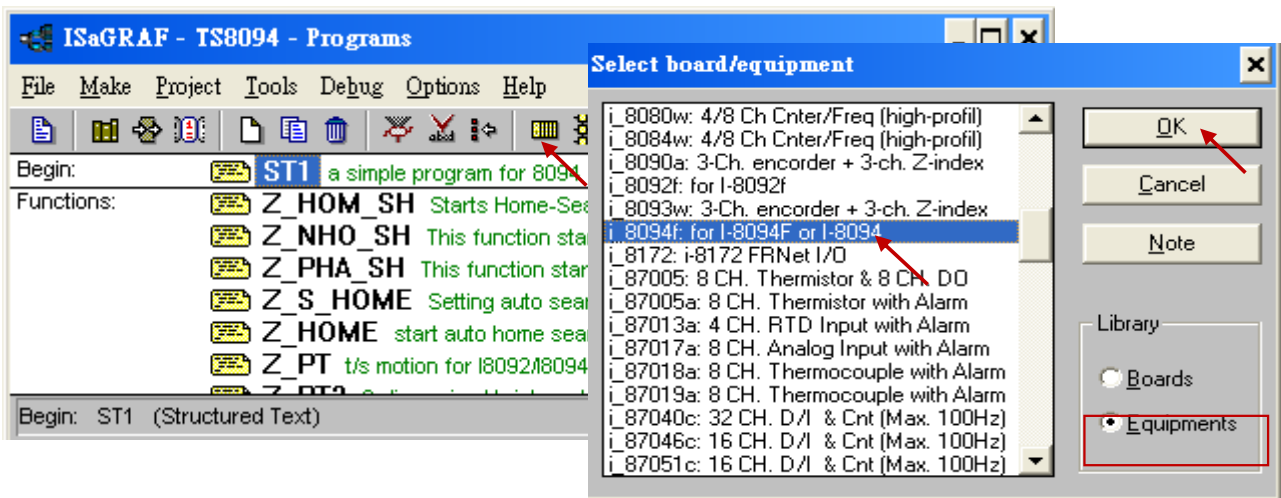 ISaGRAF - TS8094 - Programs
File Make Project Tools Debug Options Help
Begin: ST1 a simple program for 8094
Functions: Z_HOM_SH Starts Home-Sea
Z_NHO_SH This function star
Z_PHA_SH This function star
Z_S_HOME Setting auto sear
Z_HOME start auto home sear
Z_PT t/s motion for I8092/I8094
Begin: ST1 (Structured Text)
Select board/equipment
i_8080w: 4/8 Ch Cnter/Freq (high-profil)
i_8084w: 4/8 Ch Cnter/Freq (high-profil)
i_8090a: 3-Ch. encorder + 3-ch. Z-index
i_8092f: for I-8092f
i_8093w: 3-Ch. encorder + 3-ch. Z-index
i_8094f: for I-8094F or I-8094
i_8172: i-8172 FRNet I/O
i_87005: 8 CH. Thermistor & 8 CH. DO
i_87005a: 8 CH. Thermistor with Alarm
i_87013a: 4 CH. RTD Input with Alarm
i_87017a: 8 CH. Analog Input with Alarm
i_87018a: 8 CH. Thermocouple with Alarm
i_87019a: 8 CH. Thermocouple with Alarm
i_87040c: 32 CH. D/I & Cnt (Max. 100Hz)
i_87046c: 16 CH. D/I & Cnt (Max. 100Hz)
i_87051c: 16 CH. D/I & Cnt (Max. 100Hz)
OK
Cancel
Note
Library
Boards
Equipments